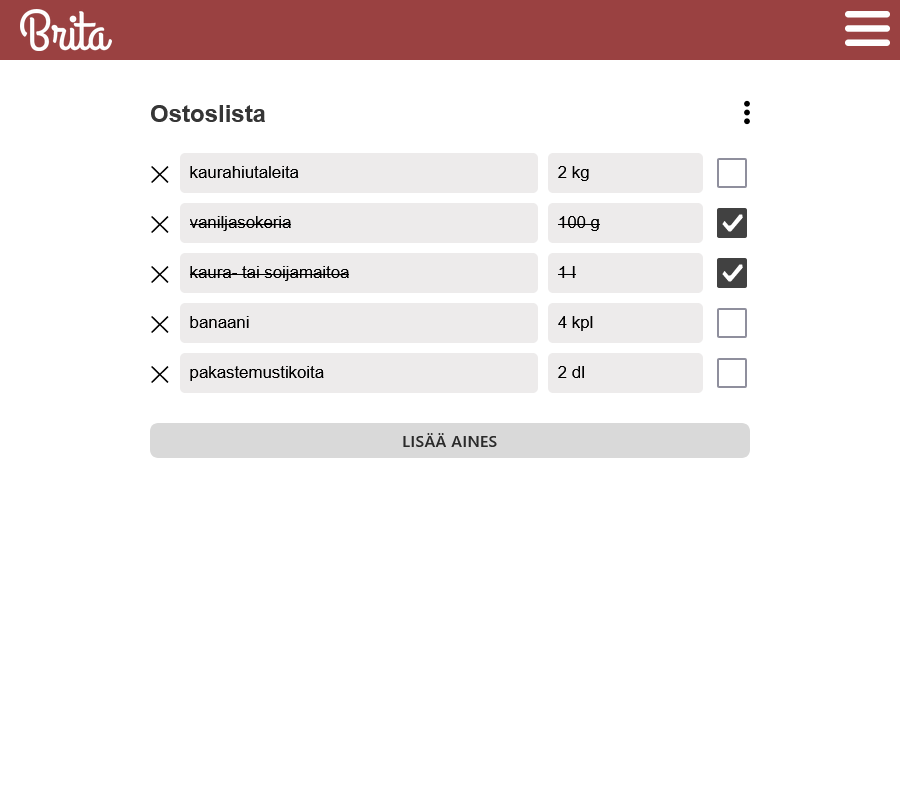 Brita
Ostoslista
kaurahiutaleita 2 kg
vaniljasokeria 100 g
kaura- tai soijamaitoa 1 l
banaani 4 kpl
pakastemustikoita 2 dl
LISÄÄ AINES